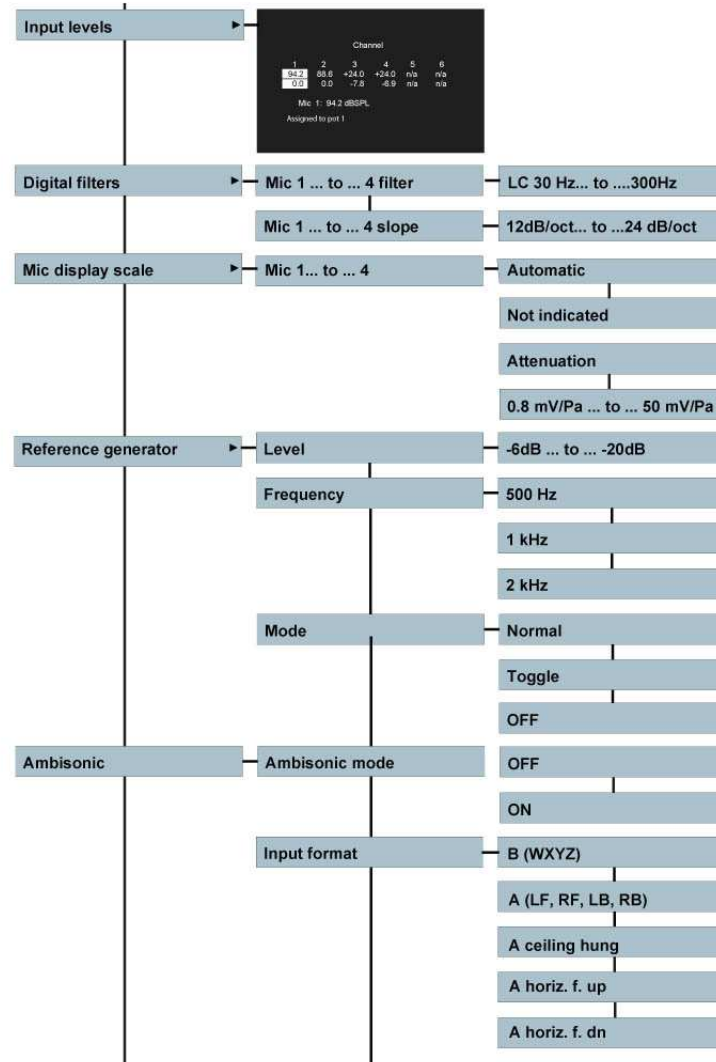 Input levels ►
Channel
1 2 3 4 5 6
94.2 88.6 +24.0 +24.0 n/a n/a
0.0 0.0 -7.8 -6.9 n/a n/a
Mic 1: 94.2 dBSPL
Assigned to pot 1
Digital filters ► Mic 1 ... to ... 4 filter LC 30 Hz... to ....300Hz
Mic 1 ... to ... 4 slope 12dB/oct... to ...24 dB/oct
Mic display scale ► Mic 1... to ... 4 Automatic
Not indicated
Attenuation
0.8 mV/Pa ... to ... 50 mV/Pa
Reference generator ► Level -6dB ... to ... -20dB
Frequency 500 Hz
1 kHz
2 kHz
Mode Normal
Toggle
OFF
Ambisonic Ambisonic mode OFF
ON
Input format B (WXYZ)
A (LF, RF, LB, RB)
A ceiling hung
A horiz. f. up
A horiz. f. dn